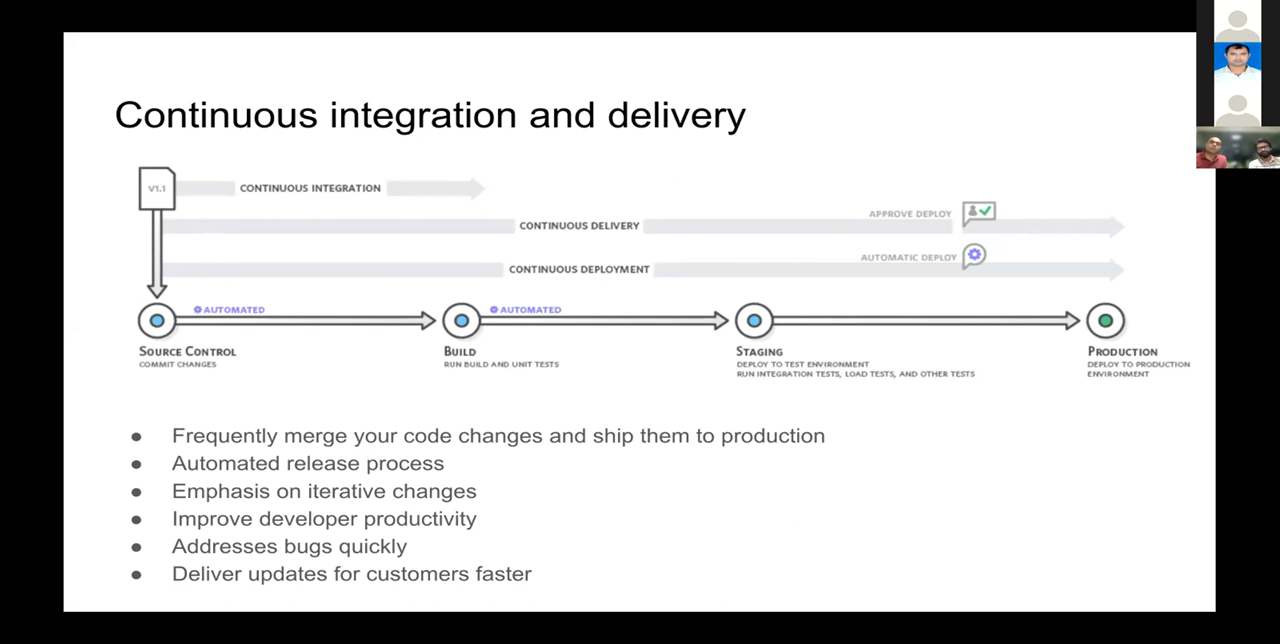 Continuous integration and delivery
V1.1
CONTINUOUS INTEGRATION
APPROVE DEPLOY
CONTINUOUS DELIVERY
AUTOMATIC DEPLOY
CONTINUOUS DEPLOYMENT
AUTOMATED
AUTOMATED
SOURCE CONTROL
COMMIT CHANGES
BUILD
RUN BUILD AND UNIT TESTS
STAGING
DEPLOY TO TEST ENVIRONMENT
RUN INTEGRATION TESTS, LOAD TESTS, AND OTHER TESTS
PRODUCTION
DEPLOY TO PRODUCTION
ENVIRONMENT
● Frequently merge your code changes and ship them to production
● Automated release process
● Emphasis on iterative changes
● Improve developer productivity
● Addresses bugs quickly
● Deliver updates for customers faster